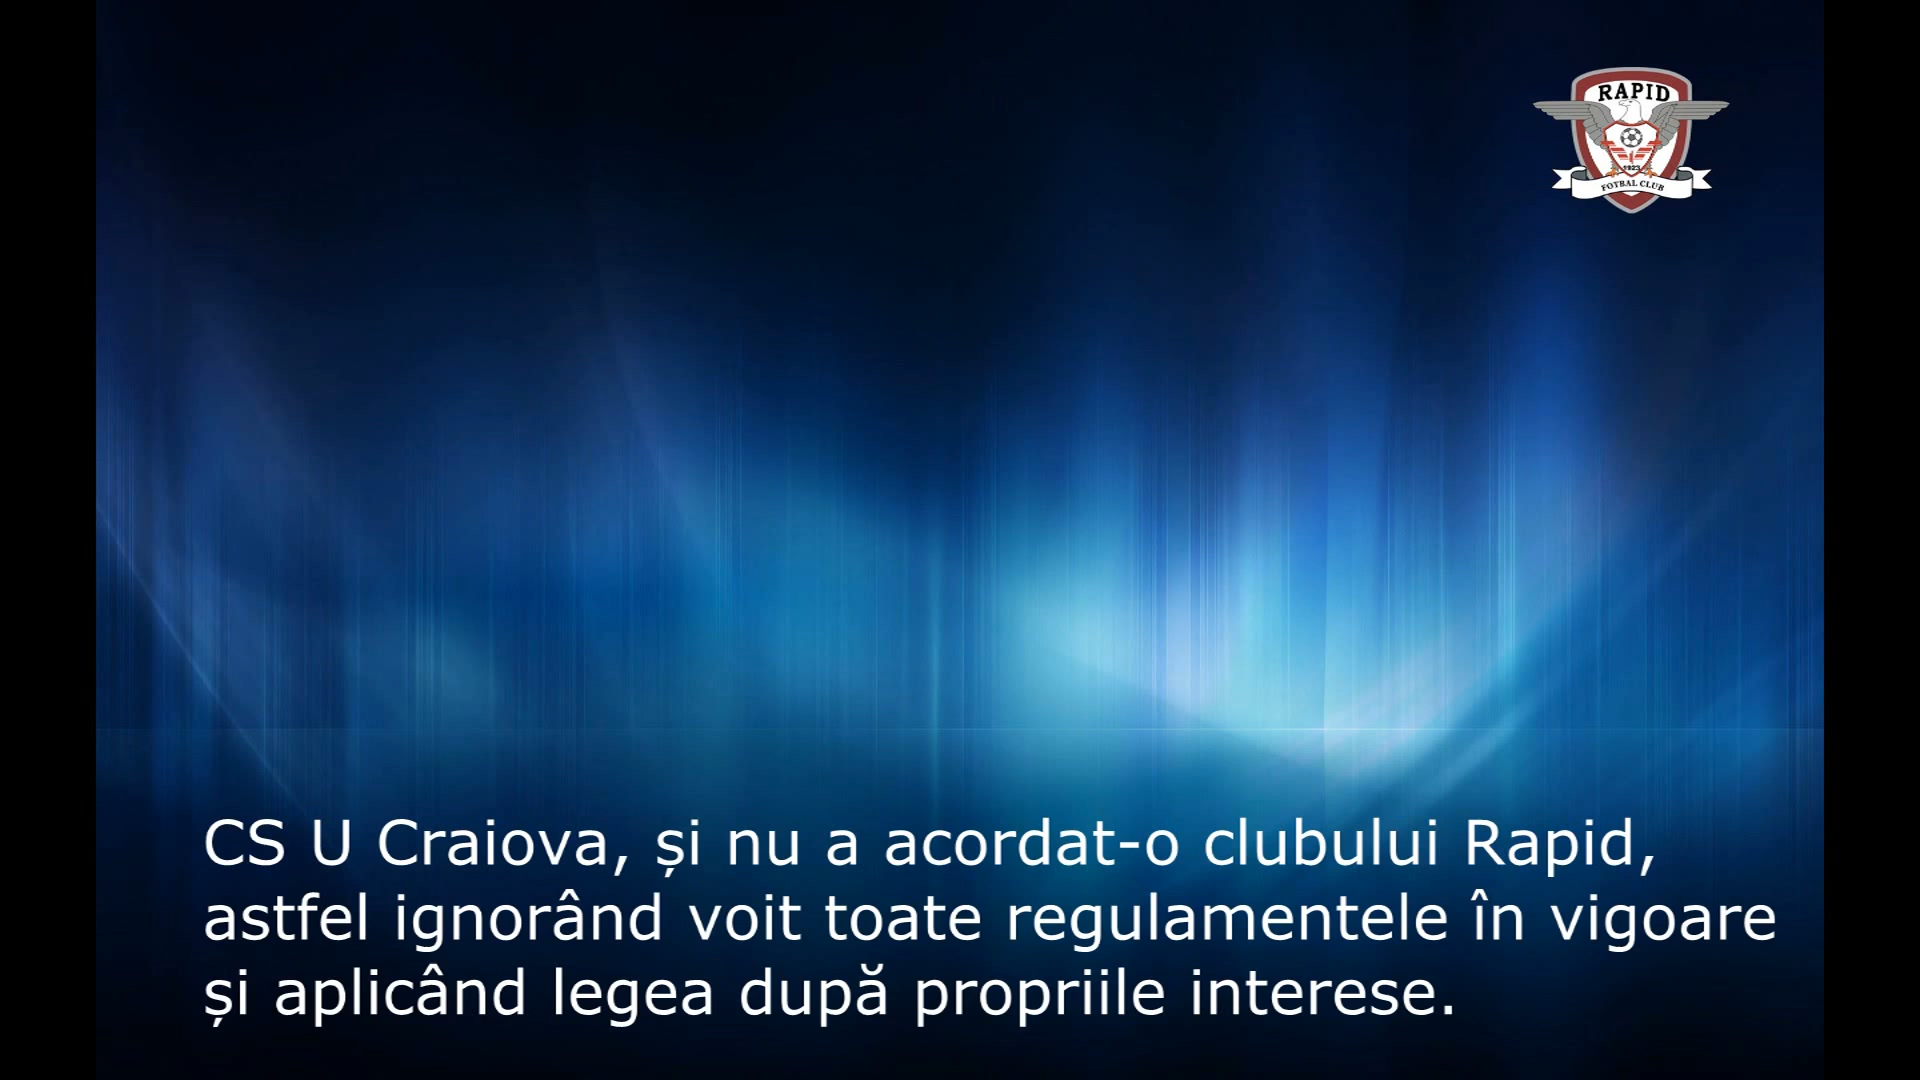 RAPID
1923
FOTBAL CLUB
CS U Craiova, și nu a acordat-o clubului Rapid,
astfel ignorând voit toate regulamentele în vigoare
și aplicând legea după propriile interese.